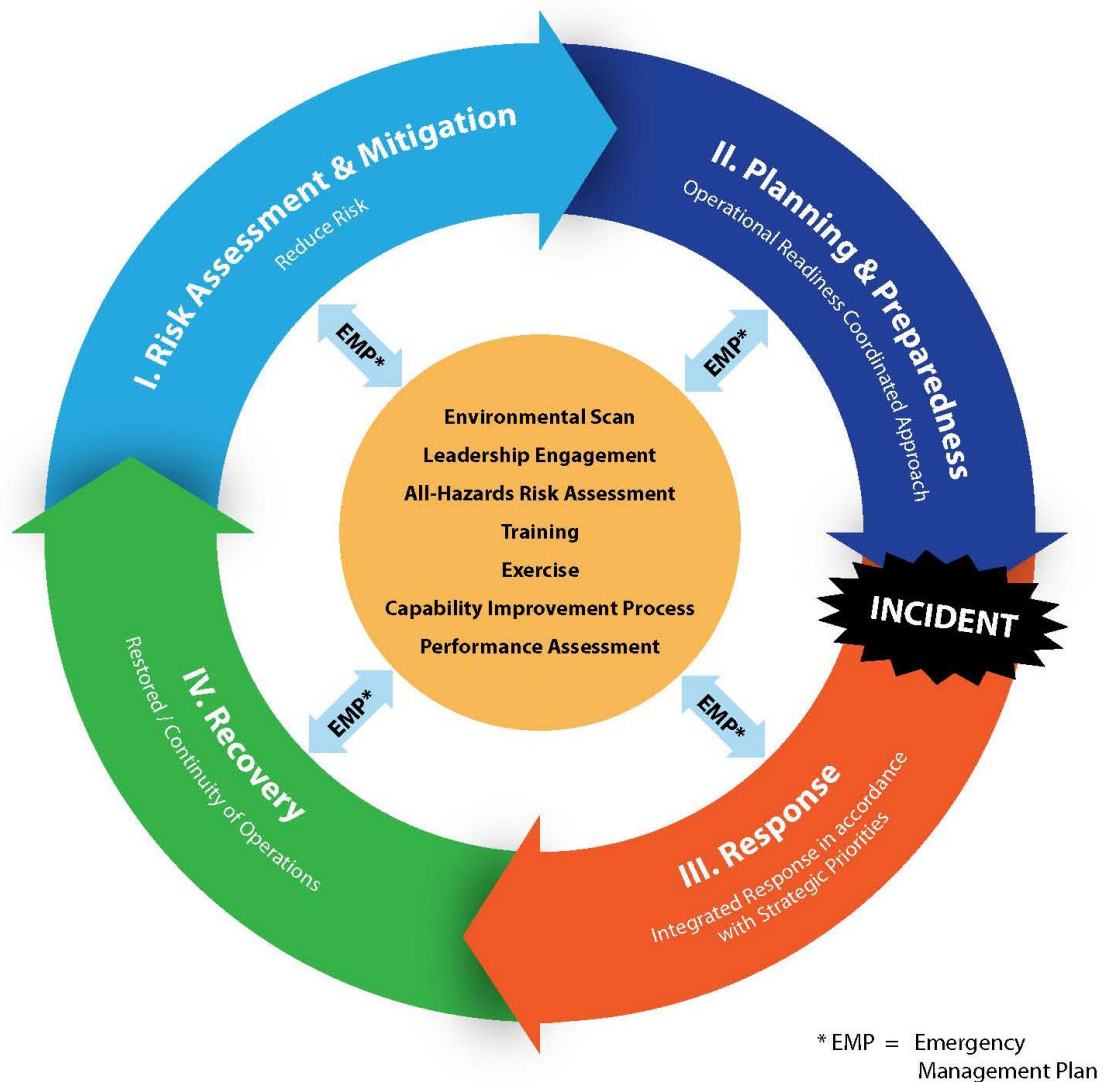 I. Risk Assessment & Mitigation
Reduce Risk
II. Planning & Preparedness
Operational Readiness Coordinated Approach
EMP*
EMP*
Environmental Scan
Leadership Engagement
All-Hazards Risk Assessment
Training
Exercise
Capability Improvement Process
Performance Assessment
INCIDENT
EMP*
EMP*
III. Response
Integrated Response in accordance
with Strategic Priorities
IV. Recovery
Restored / Continuity of Operations
* EMP = Emergency
Management Plan